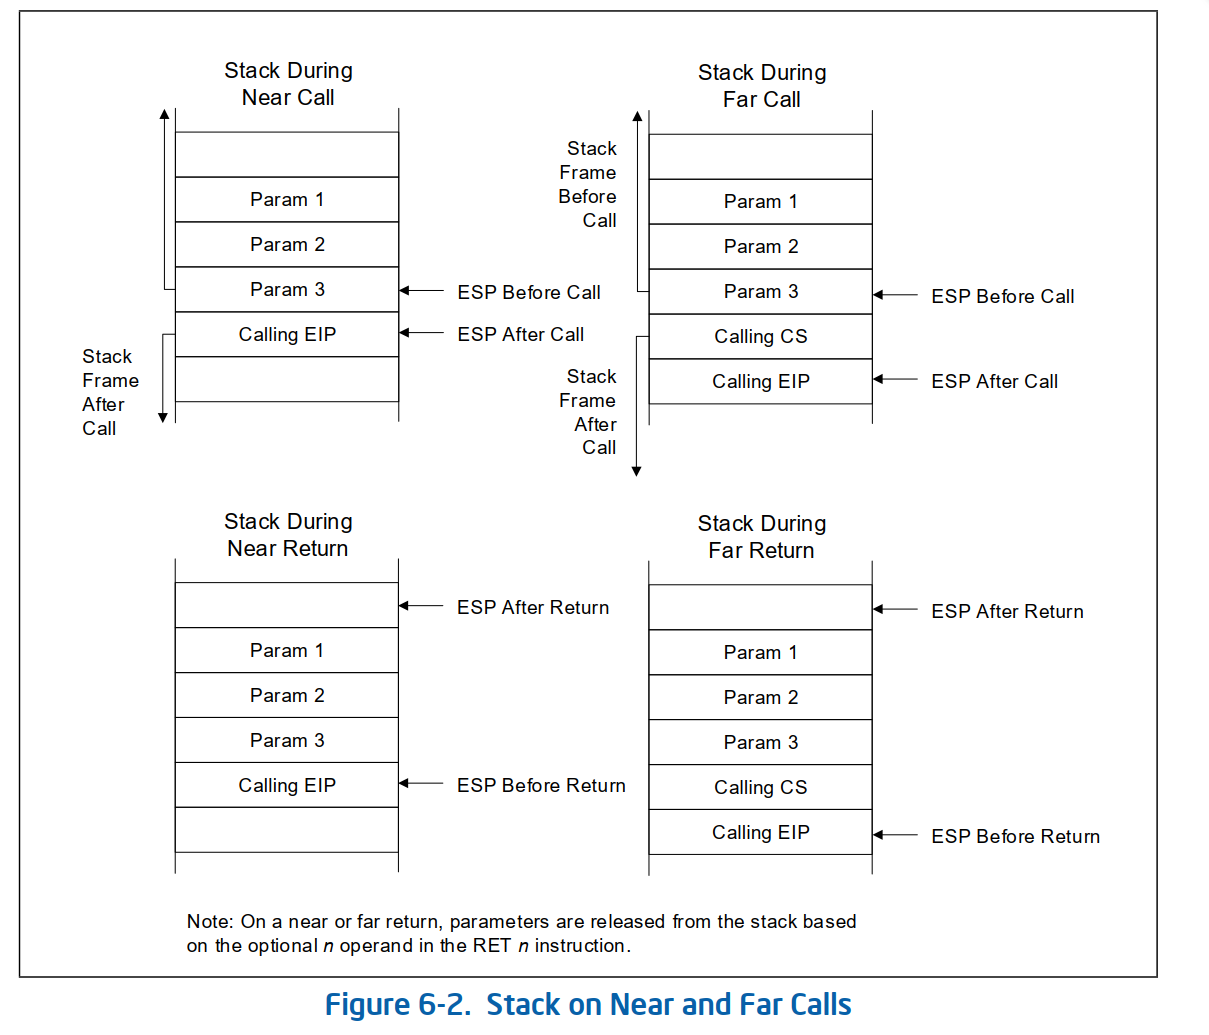 Stack During
Near Call
Param 1
Param 2
Param 3
Calling EIP
ESP Before Call
ESP After Call
Stack
Frame
After
Call
Stack During
Far Call
Stack
Frame
Before
Call
Param 1
Param 2
Param 3
Calling CS
Calling EIP
ESP Before Call
ESP After Call
Stack
Frame
After
Call
Stack During
Near Return
ESP After Return
Param 1
Param 2
Param 3
Calling EIP
ESP Before Return
Stack During
Far Return
ESP After Return
Param 1
Param 2
Param 3
Calling CS
Calling EIP
ESP Before Return
Note: On a near or far return, parameters are released from the stack based
on the optional n operand in the RET n instruction.
Figure 6-2. Stack on Near and Far Calls